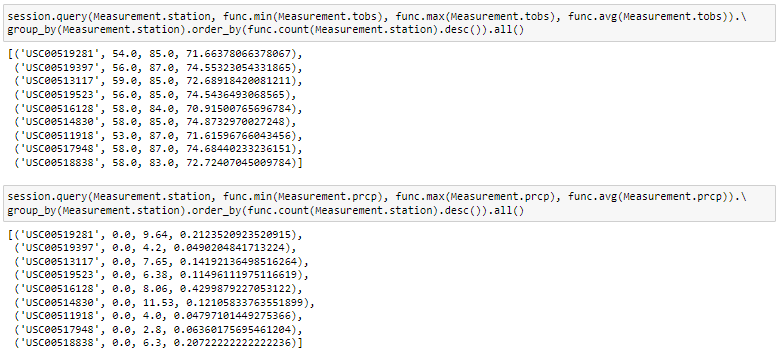 session.query(Measurement.station, func.min(Measurement.tobs), func.max(Measurement.tobs), func.avg(Measurement.tobs)).\
group_by(Measurement.station).order_by(func.count(Measurement.station).desc()).all()
[('USC00519281', 54.0, 85.0, 71.66378066378067),
('USC00519397', 56.0, 87.0, 74.55323054331865),
('USC00513117', 59.0, 85.0, 72.68918420081211),
('USC00519523', 56.0, 85.0, 74.5436493068565),
('USC00516128', 58.0, 84.0, 70.91500765696784),
('USC00514830', 58.0, 85.0, 74.8732970027248),
('USC00511918', 53.0, 87.0, 71.61596766043456),
('USC00517948', 58.0, 87.0, 74.68440233236151),
('USC00518838', 58.0, 83.0, 72.72407045009784)]
session.query(Measurement.station, func.min(Measurement.prcp), func.max(Measurement.prcp), func.avg(Measurement.prcp)).\
group_by(Measurement.station).order_by(func.count(Measurement.station).desc()).all()
[('USC00519281', 0.0, 9.64, 0.2123520923520915),
('USC00519397', 0.0, 4.2, 0.0490204841713224),
('USC00513117', 0.0, 7.65, 0.14192136498516264),
('USC00519523', 0.0, 6.38, 0.11496111975116619),
('USC00516128', 0.0, 8.06, 0.4299879227053122),
('USC00514830', 0.0, 11.53, 0.12105833763551899),
('USC00511918', 0.0, 4.0, 0.04797101449275366),
('USC00517948', 0.0, 2.8, 0.06360175695461204),
('USC00518838', 0.0, 6.3, 0.20722222222222236)]